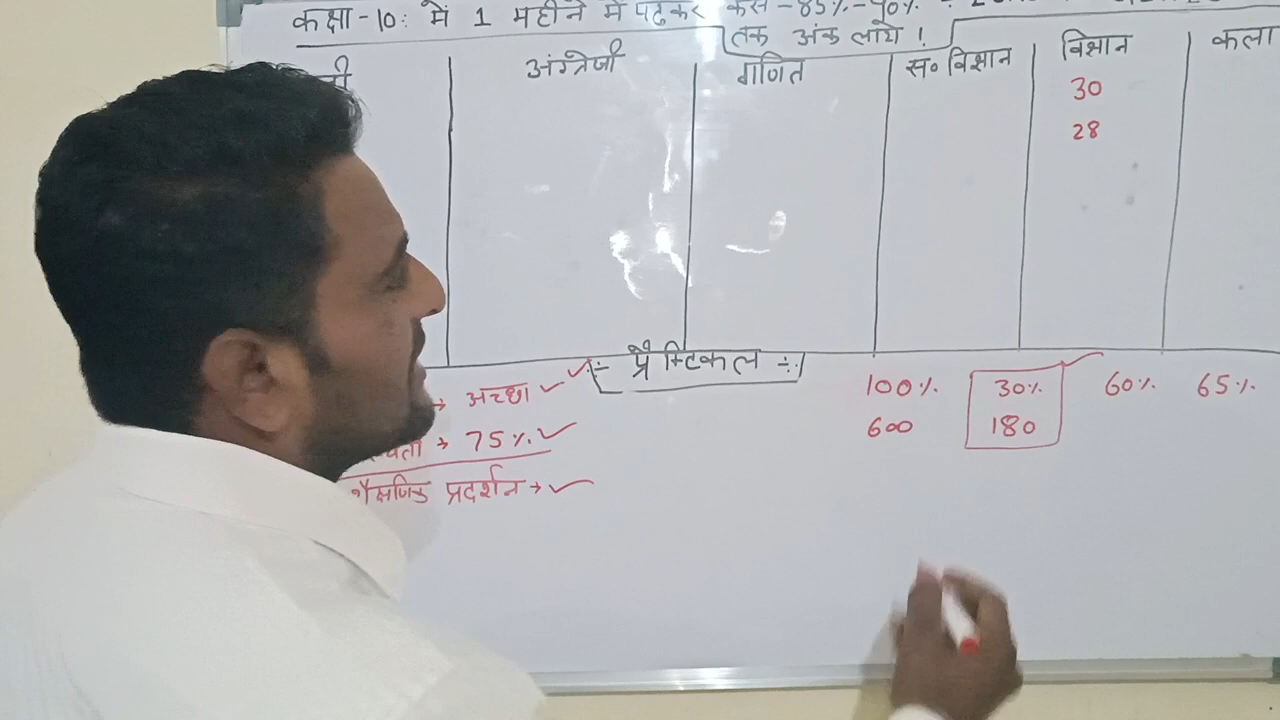 कक्षा-10: में 1 महीने में पढ़कर कैसे -85%-90%
तक अंक लाये !
अंग्रेजी गणित स० विज्ञान विज्ञान कला
30
28
÷ प्रैक्टिकल ÷
→ अच्छा ✓ ✓ 100% 30% ✓ 60% 65%
→ 75% ✓ 600 180
शैक्षणिक प्रदर्शन → ✓